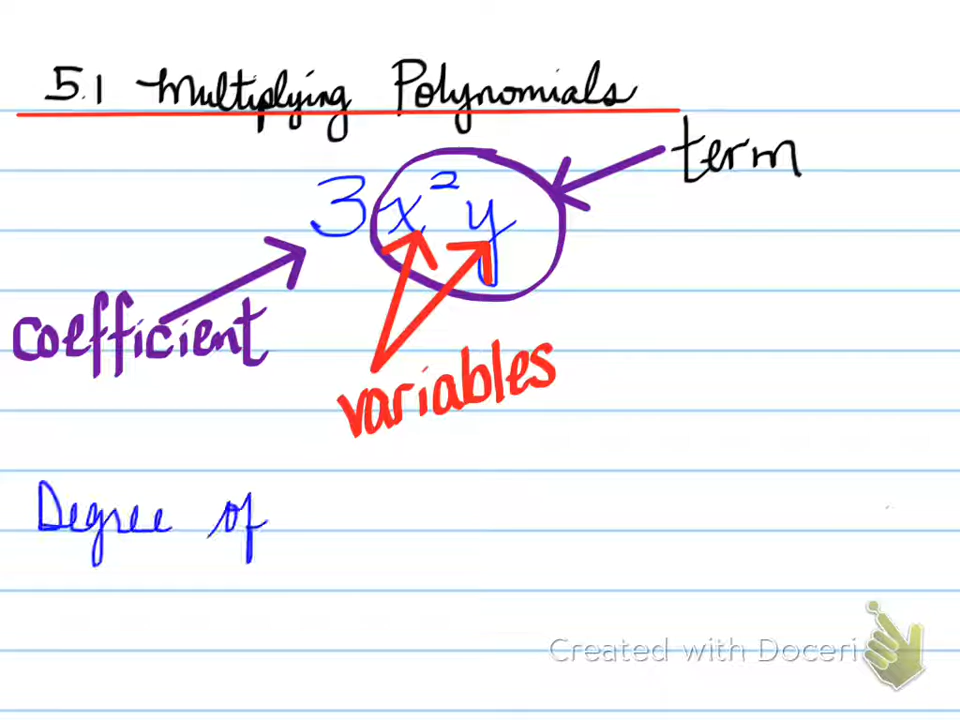 5.1 Multiplying Polynomials
term
3x²y
coefficient
variables
Degree of
Created with Doceri